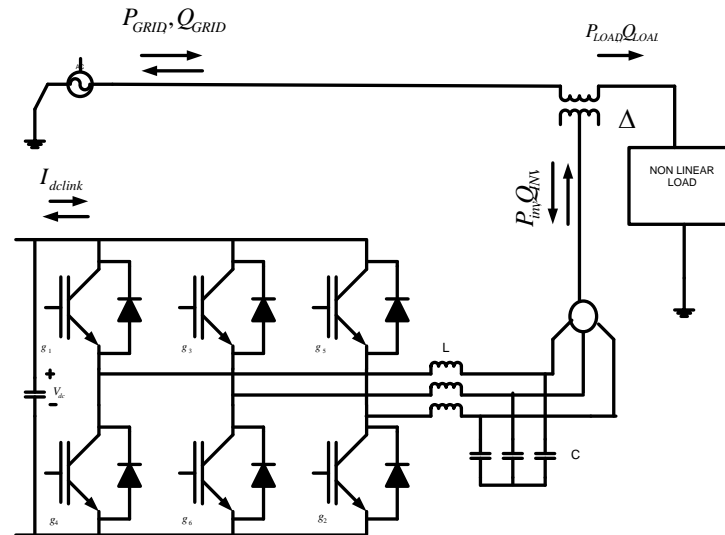 P_GRID, Q_GRID
P_LOAD, Q_LOAD
Δ
NON LINEAR
LOAD
I_dclink
P_inv, Q_INV
g_1
g_3
g_5
L
+
V_dc
-
C
g_4
g_6
g_2